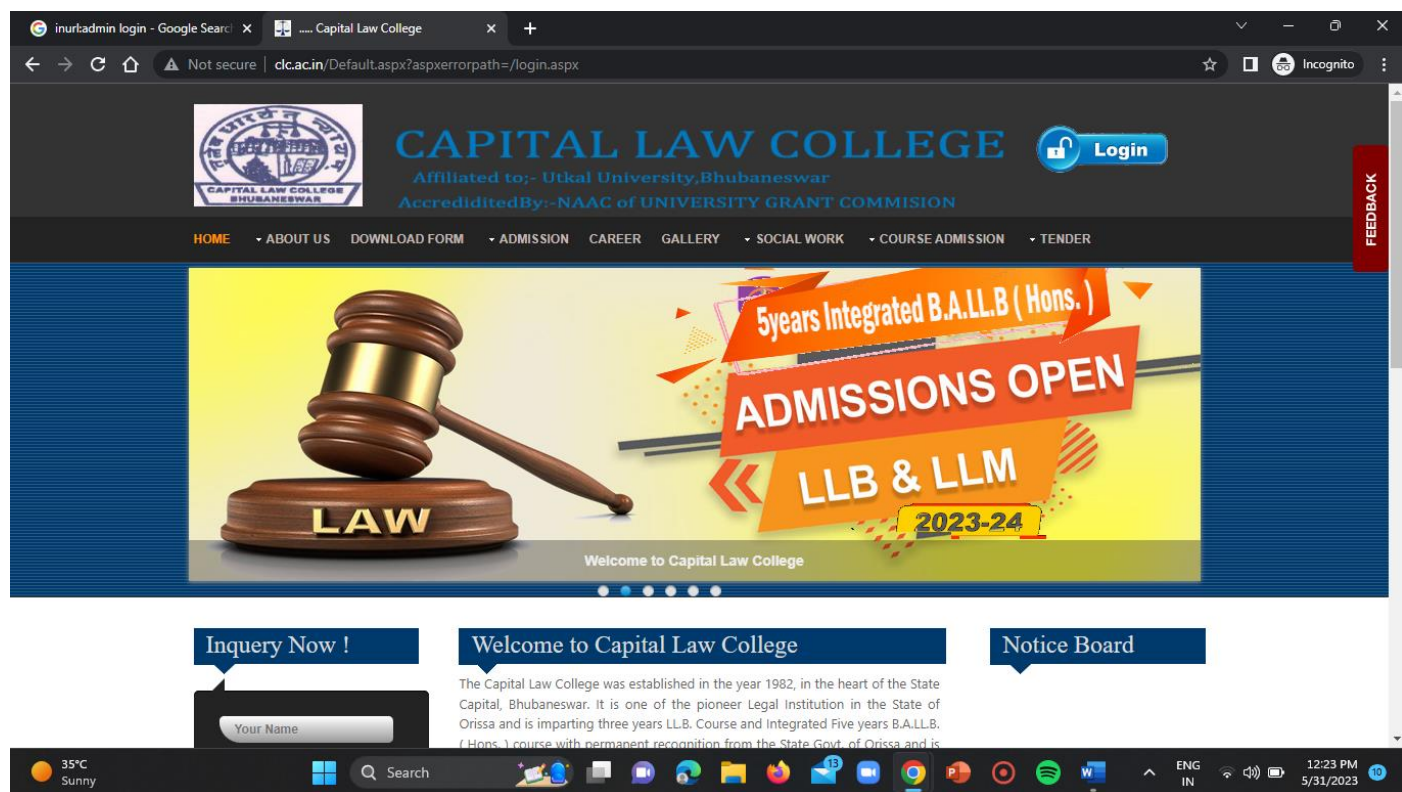 inurl:admin login - Google Searc
..... Capital Law College
Not secure | clc.ac.in/Default.aspx?aspxerrorpath=/login.aspx
Incognito
CAPITAL LAW COLLEGE
BHUBANESWAR
CAPITAL LAW COLLEGE
Affiliated to;- Utkal University,Bhubaneswar
AccrediditedBy:-NAAC of UNIVERSITY GRANT COMMISION
Login
FEEDBACK
HOME ABOUT US DOWNLOAD FORM ADMISSION CAREER GALLERY SOCIAL WORK COURSE ADMISSION TENDER
5years Integrated B.A.LL.B ( Hons. )
ADMISSIONS OPEN
LLB & LLM
2023-24
LAW
Welcome to Capital Law College
Inquery Now !
Your Name
Welcome to Capital Law College
The Capital Law College was established in the year 1982, in the heart of the State
Capital, Bhubaneswar. It is one of the pioneer Legal Institution in the State of
Orissa and is imparting three years LL.B. Course and Integrated Five years B.A.LL.B.
( Hons. ) course with permanent recognition from the State Govt. of Orissa and is
Notice Board
35°C
Sunny
Search
13
ENG
IN
12:23 PM
5/31/2023
10